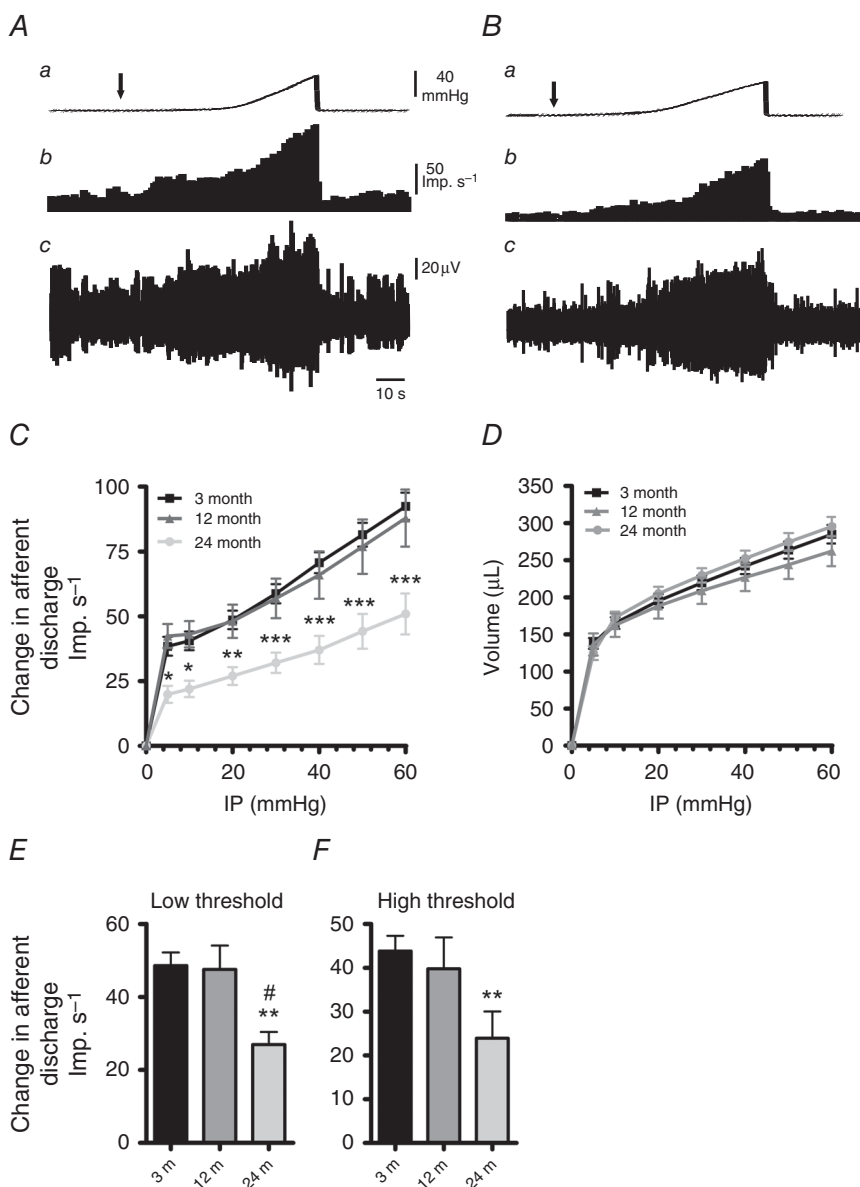 A
B
a
40
mmHg
a
b
50
Imp. s⁻¹
b
c
20 µV
c
10 s
C
D
Change in afferent
discharge
Imp. s⁻¹
100
75
50
25
0
3 month
12 month
24 month
*
*
**
***
***
***
***
0
20
40
60
IP (mmHg)
Volume (µL)
350
300
250
200
150
100
50
0
3 month
12 month
24 month
0
20
40
60
IP (mmHg)
E
F
Change in afferent
discharge
Imp. s⁻¹
Low threshold
60
40
20
0
#
**
3 m
12 m
24 m
High threshold
50
40
30
20
10
0
**
3 m
12 m
24 m